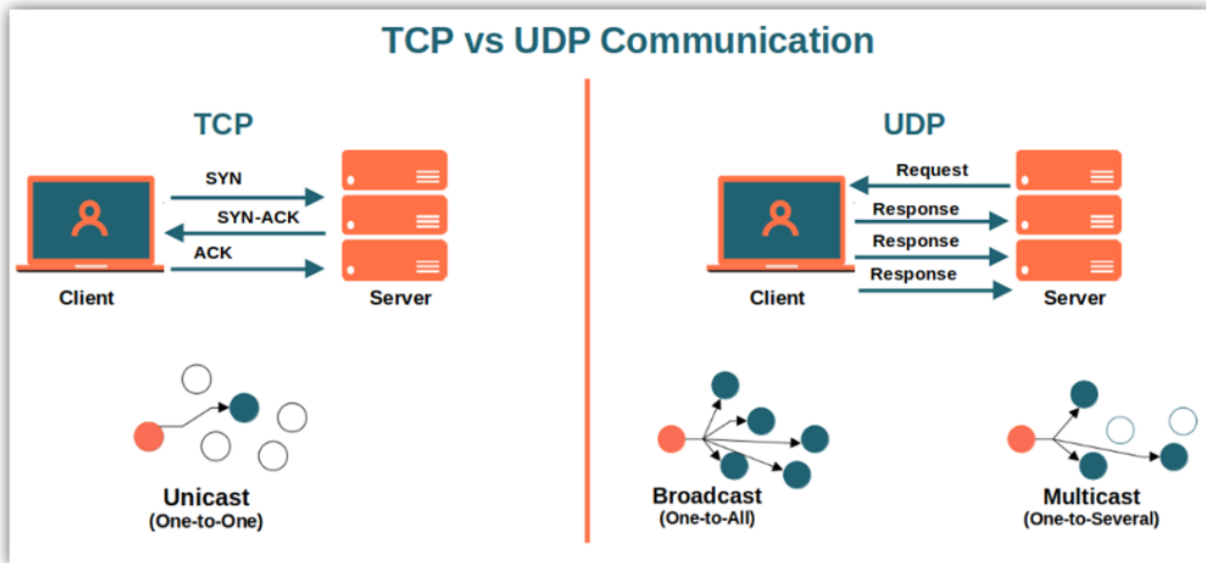 TCP vs UDP Communication
TCP
SYN
SYN-ACK
ACK
Client
Server
Unicast
(One-to-One)
UDP
Request
Response
Response
Response
Client
Server
Broadcast
(One-to-All)
Multicast
(One-to-Several)